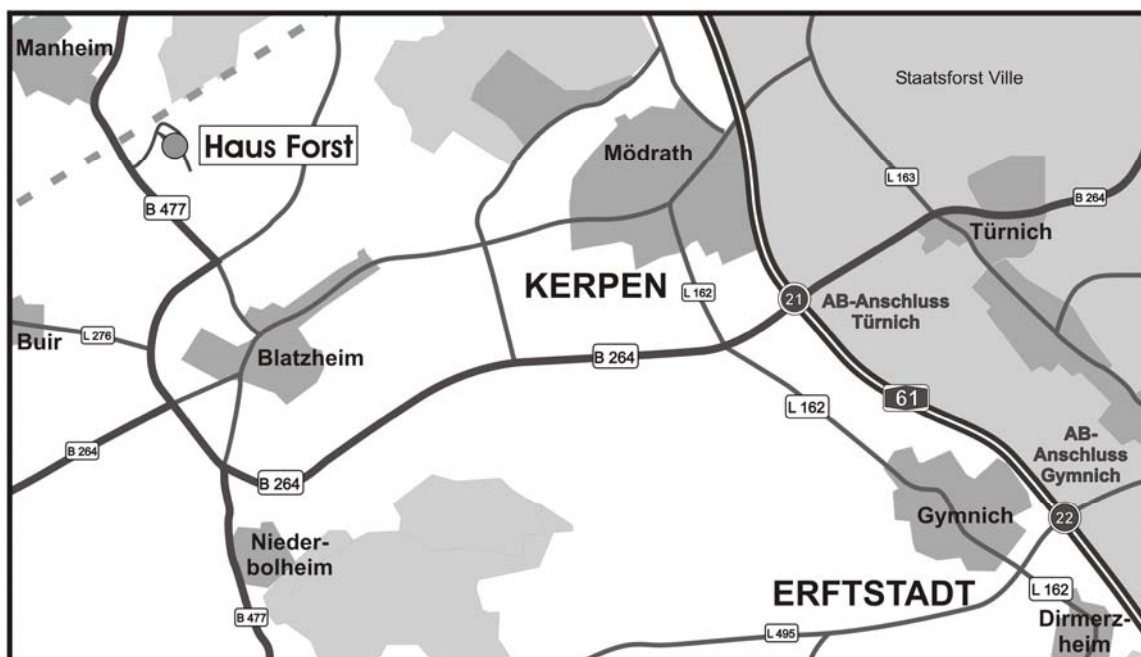 Manheim
Staatsforst Ville
Haus Forst
Mödrath
L 163
B 264
B 477
Türnich
KERPEN
L 162
21
AB-Anschluss
Türnich
Buir
L 276
Blatzheim
B 264
61
L 162
B 264
B 264
AB-
Anschluss
Gymnich
Gymnich
22
Nieder-
bolheim
ERFTSTADT
L 162
B 477
L 495
Dirmerz-
heim